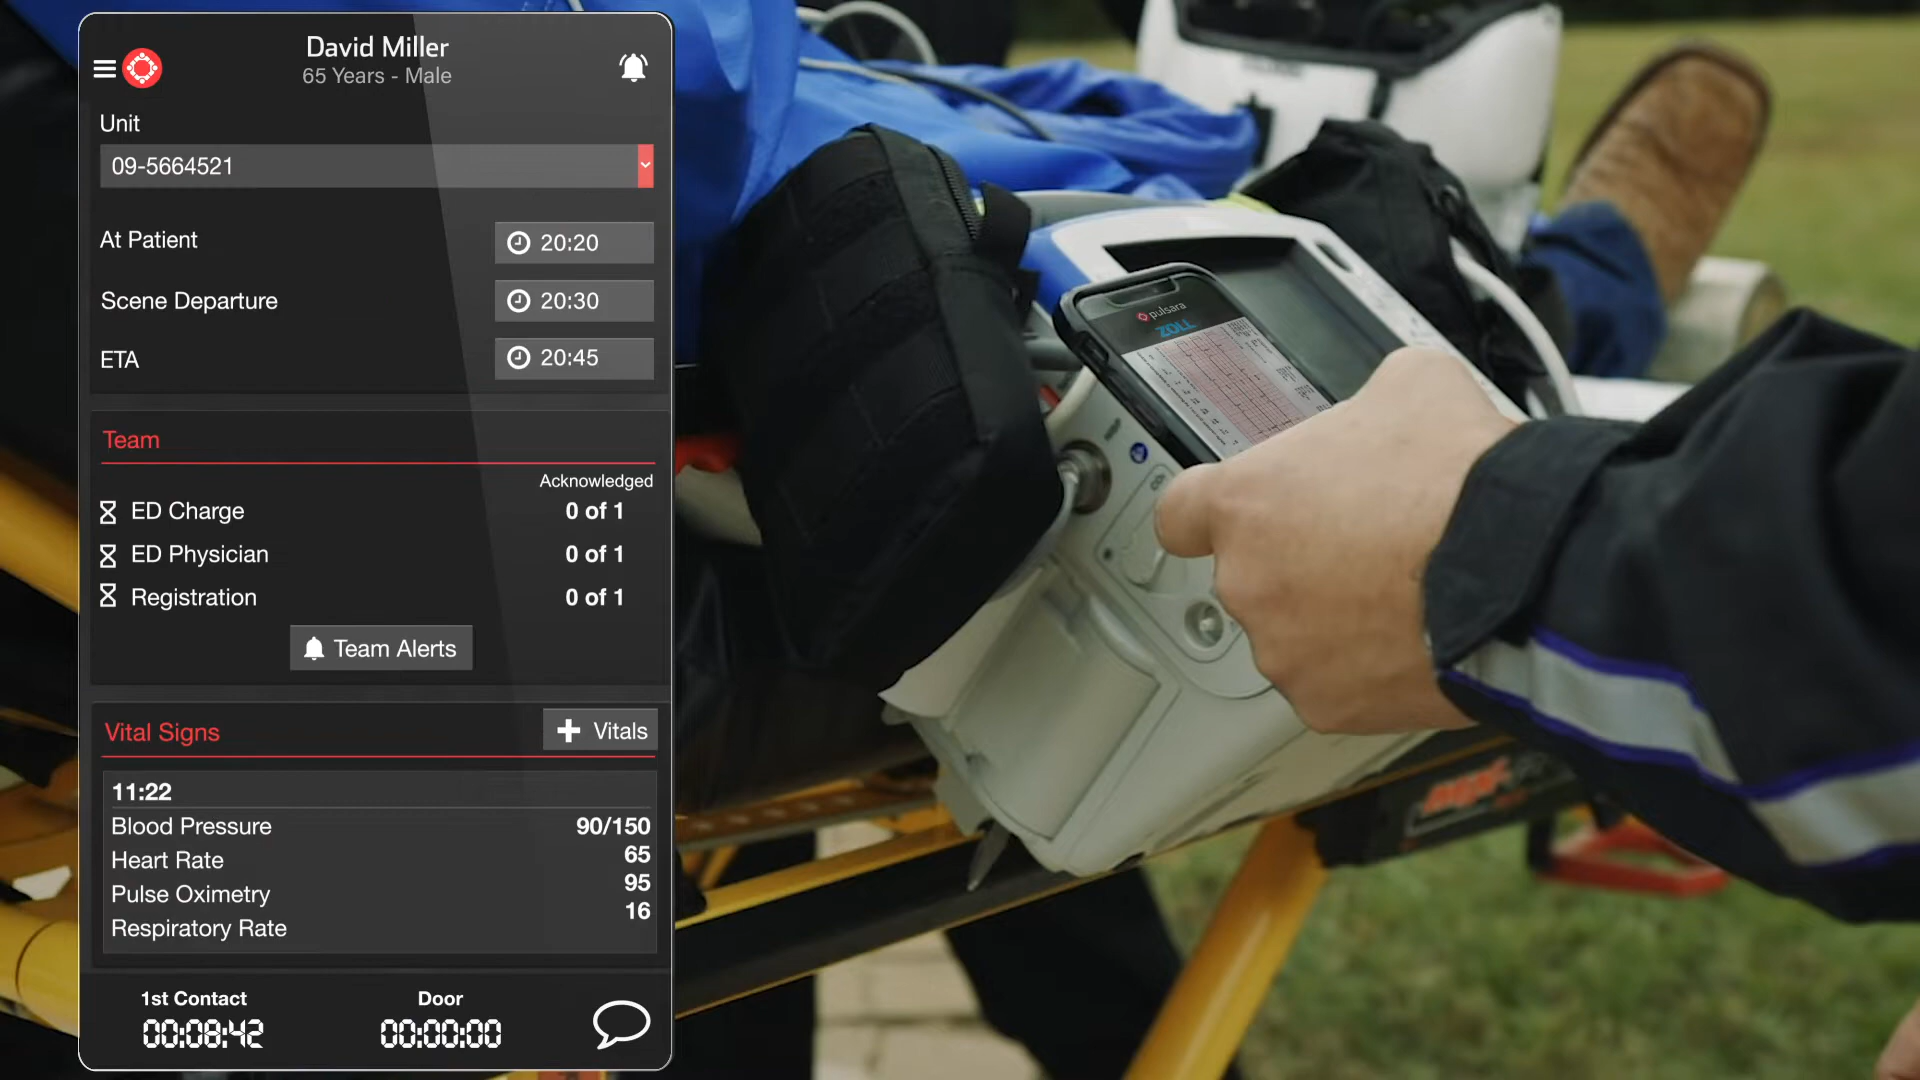 David Miller
65 Years - Male
Unit
09-5664521
At Patient 20:20
Scene Departure 20:30
ETA 20:45
Team
Acknowledged
ED Charge 0 of 1
ED Physician 0 of 1
Registration 0 of 1
Team Alerts
Vital Signs
Vitals
11:22
Blood Pressure 90/150
Heart Rate 65
Pulse Oximetry 95
Respiratory Rate 16
1st Contact Door
00:08:42 00:00:00
pulsara
ZOLL